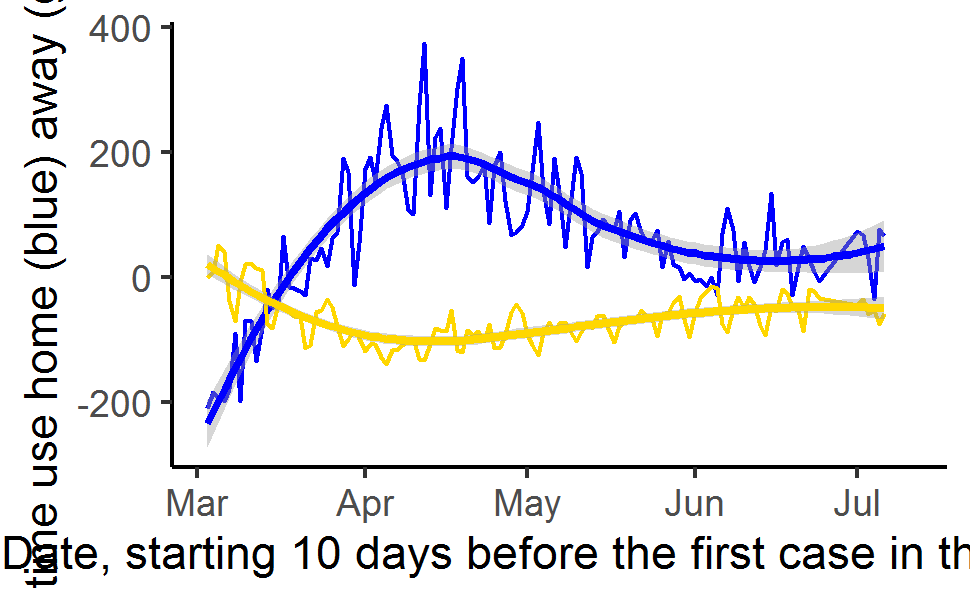 time use home (blue) away (
400
200
0
-200
Mar Apr May Jun Jul
Date, starting 10 days before the first case in th